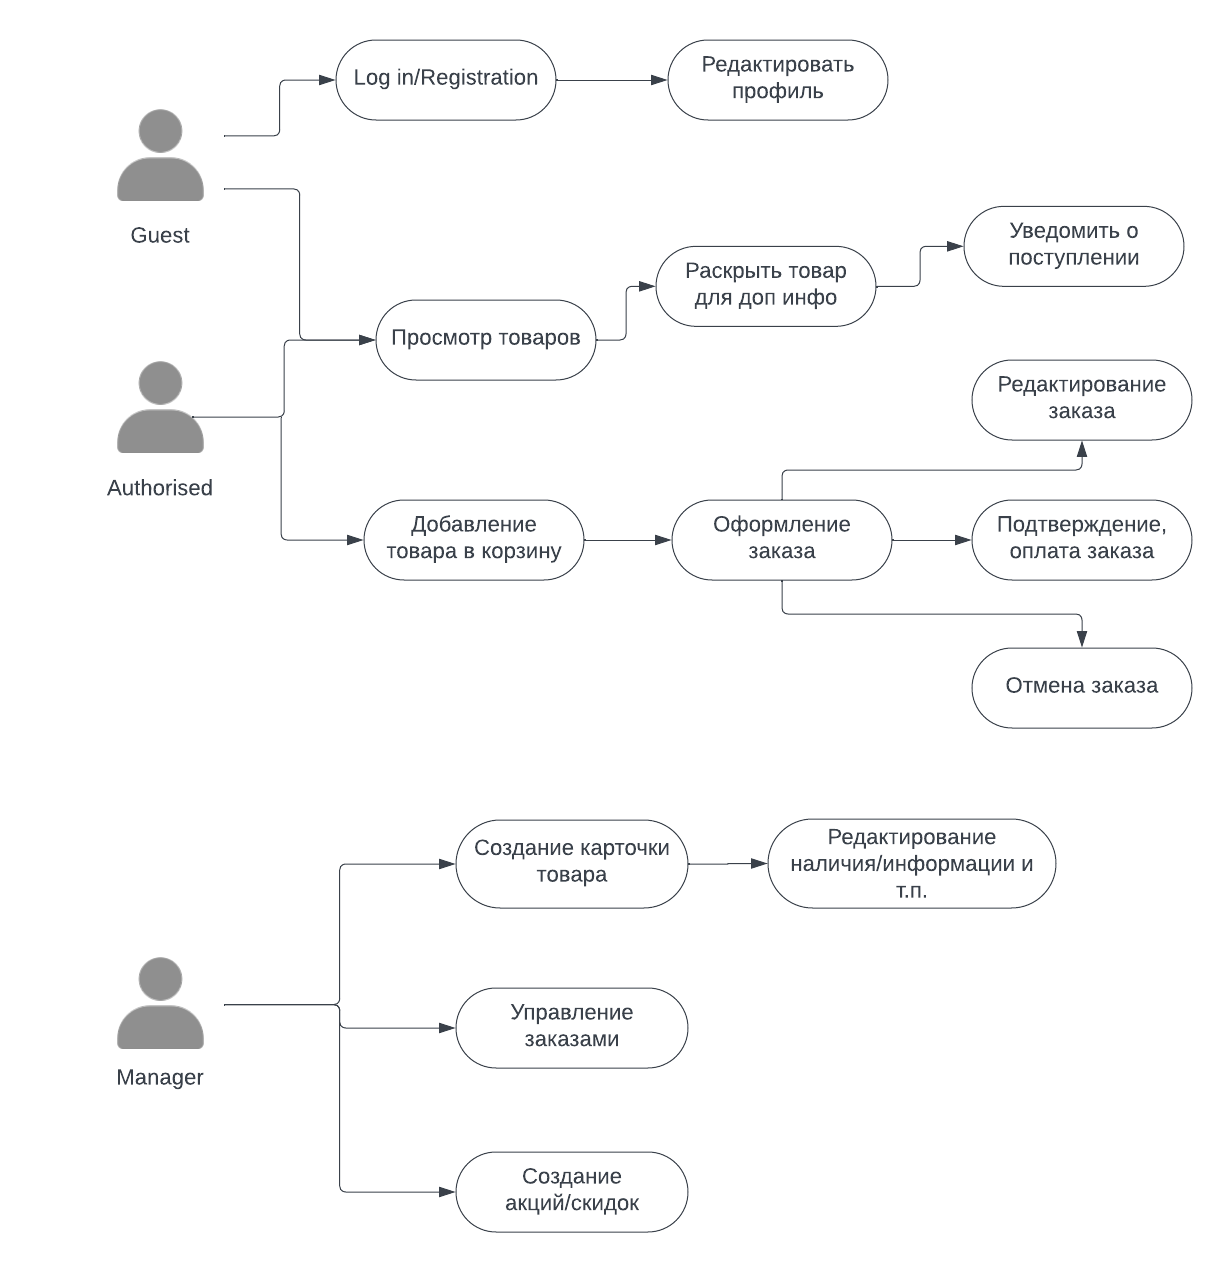 Log in/Registration
Редактировать
профиль
Guest
Уведомить о
поступлении
Раскрыть товар
для доп инфо
Просмотр товаров
Редактирование
заказа
Authorised
Добавление
товара в корзину
Оформление
заказа
Подтверждение,
оплата заказа
Отмена заказа
Создание карточки
товара
Редактирование
наличия/информации и
т.п.
Управление
заказами
Manager
Создание
акций/скидок